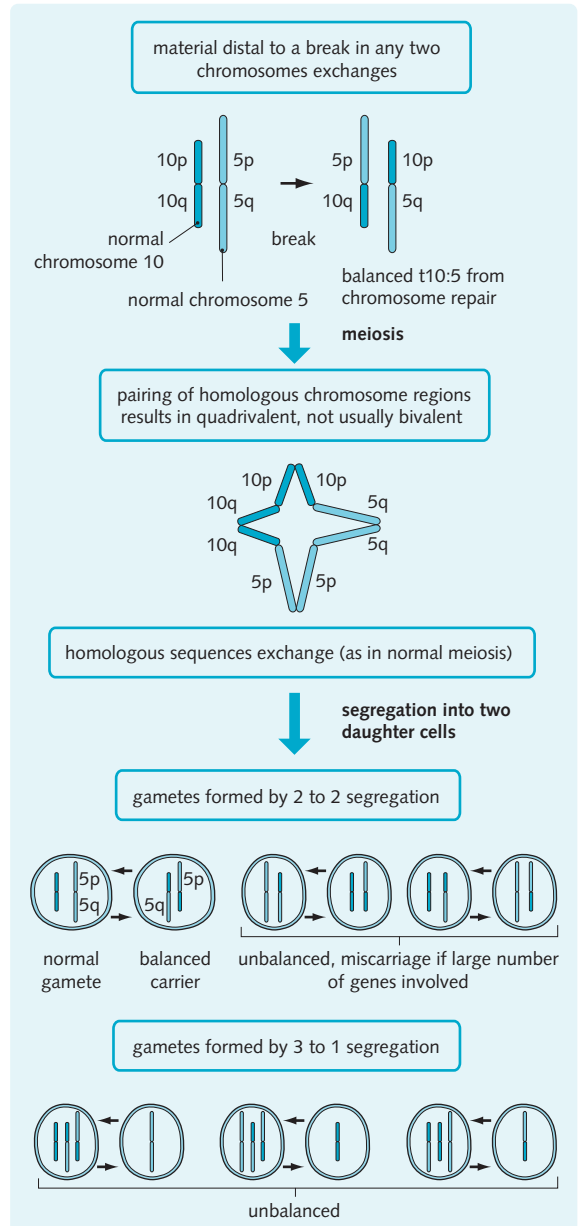 material distal to a break in any two
chromosomes exchanges
10p
5p
5p
10p
10q
5q
10q
5q
normal
chromosome 10
break
normal chromosome 5
balanced t10:5 from
chromosome repair
meiosis
pairing of homologous chromosome regions
results in quadrivalent, not usually bivalent
10p
10p
10q
5q
10q
5q
5p
5p
homologous sequences exchange (as in normal meiosis)
segregation into two
daughter cells
gametes formed by 2 to 2 segregation
5p
5p
5q
5q
normal
gamete
balanced
carrier
unbalanced, miscarriage if large number
of genes involved
gametes formed by 3 to 1 segregation
unbalanced